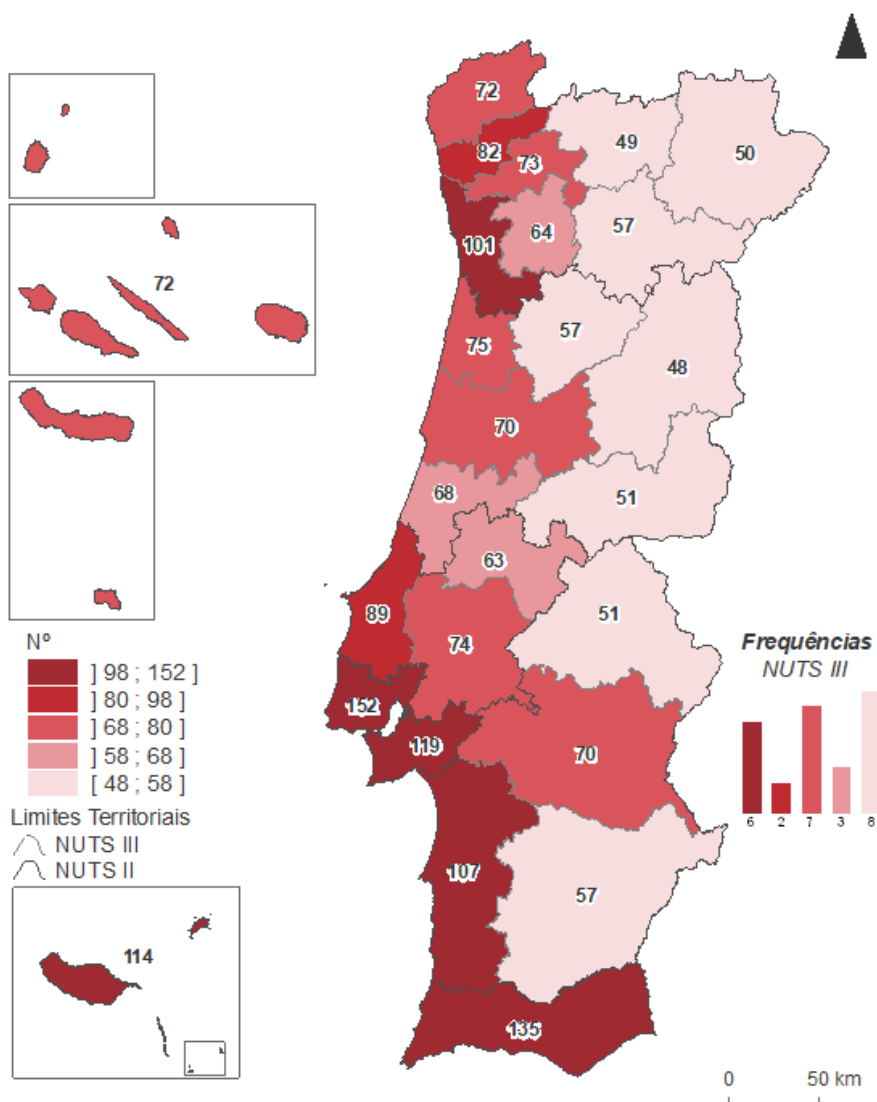 72
82
49
50
73
57
64
101
72
75
57
48
70
68
51
63
51
89
74
152
119
70
107
57
135
Nº
] 98 ; 152 ]
] 80 ; 98 ]
] 68 ; 80 ]
] 58 ; 68 ]
[ 48 ; 58 ]
Limites Territoriais
NUTS III
NUTS II
114
Frequências
NUTS III
6 2 7 3 8
0 50 km